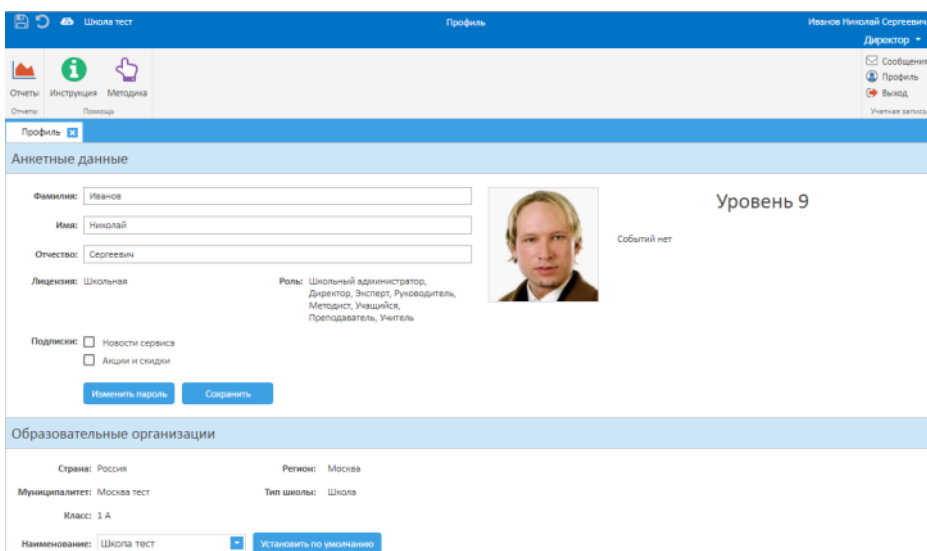 Школа тест
Профиль
Иванов Николай Сергеевич
Директор
Отчеты
Инструкция
Методика
Сообщения
Профиль
Выход
Отчеты
Помощь
Учетная запись
Профиль
Анкетные данные
Фамилия: Иванов
Имя: Николай
Отчество: Сергеевич
Лицензия: Школьная
Роль: Школьный администратор,
Директор, Эксперт, Руководитель,
Методист, Учащийся,
Преподаватель, Учитель
Уровень 9
Событий нет
Подписки: Новости сервиса
Акции и скидки
Изменить пароль
Сохранить
Образовательные организации
Страна: Россия
Регион: Москва
Муниципалитет: Москва тест
Тип школы: Школа
Класс: 1 А
Наименование: Школа тест
Установить по умолчанию